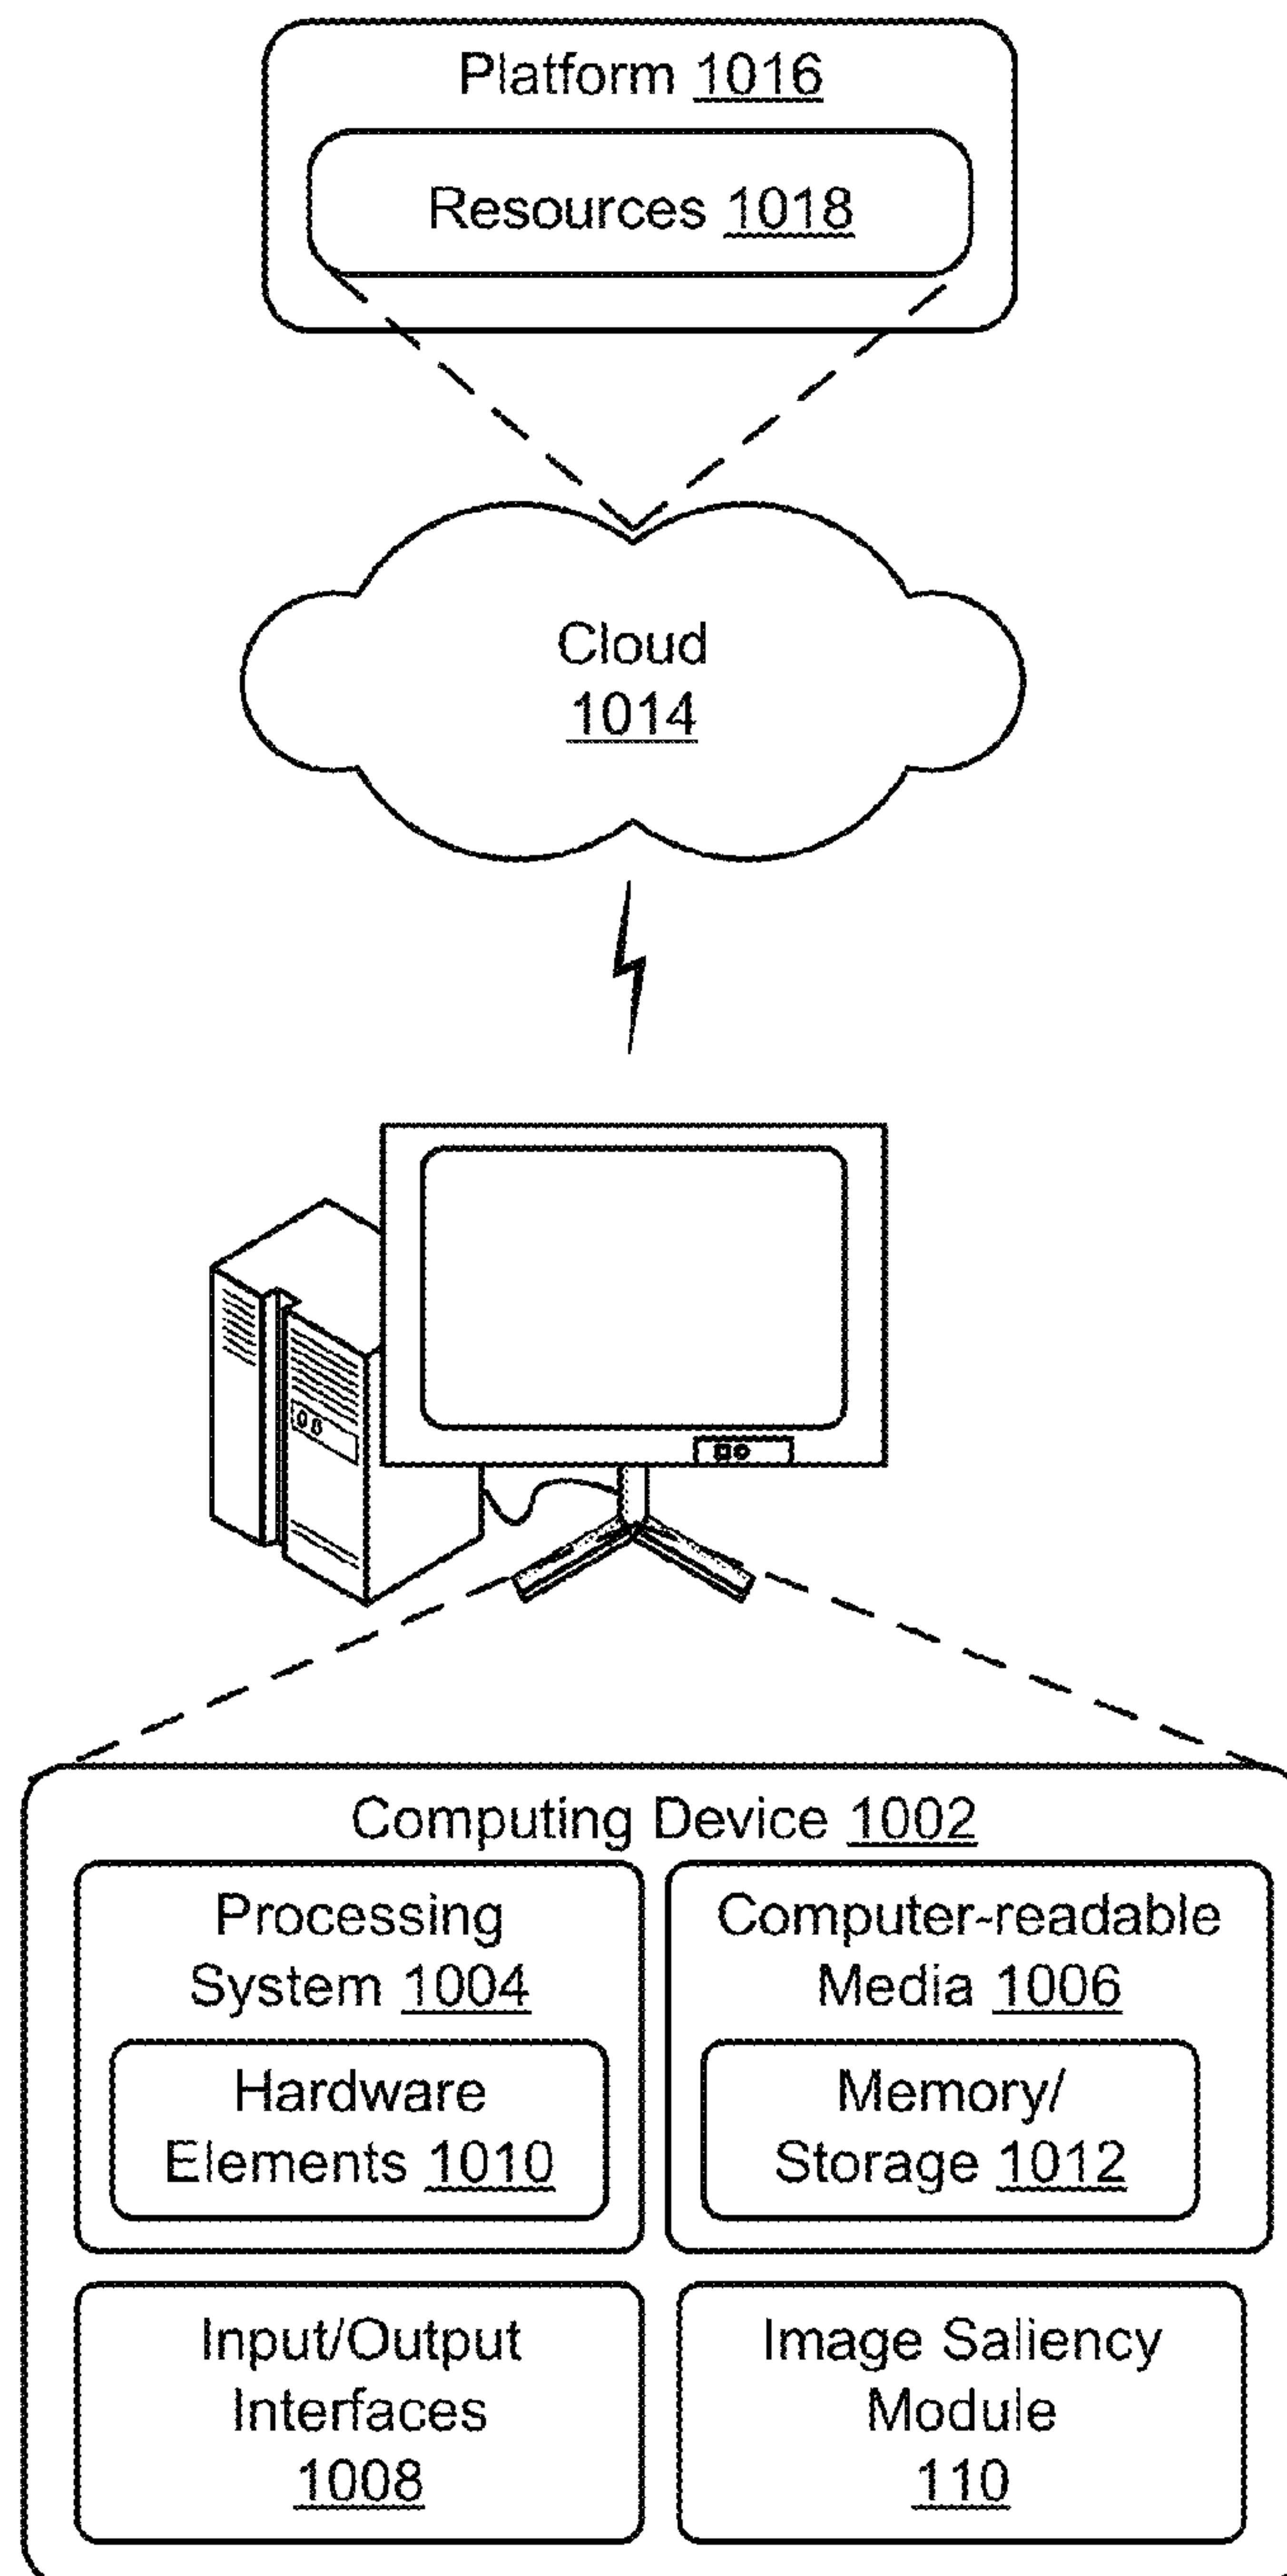 Platform 1016
Resources 1018
Cloud
1014
Computing Device 1002
Processing
System 1004
Hardware
Elements 1010
Computer-readable
Media 1006
Memory/
Storage 1012
Input/Output
Interfaces
1008
Image Saliency
Module
110